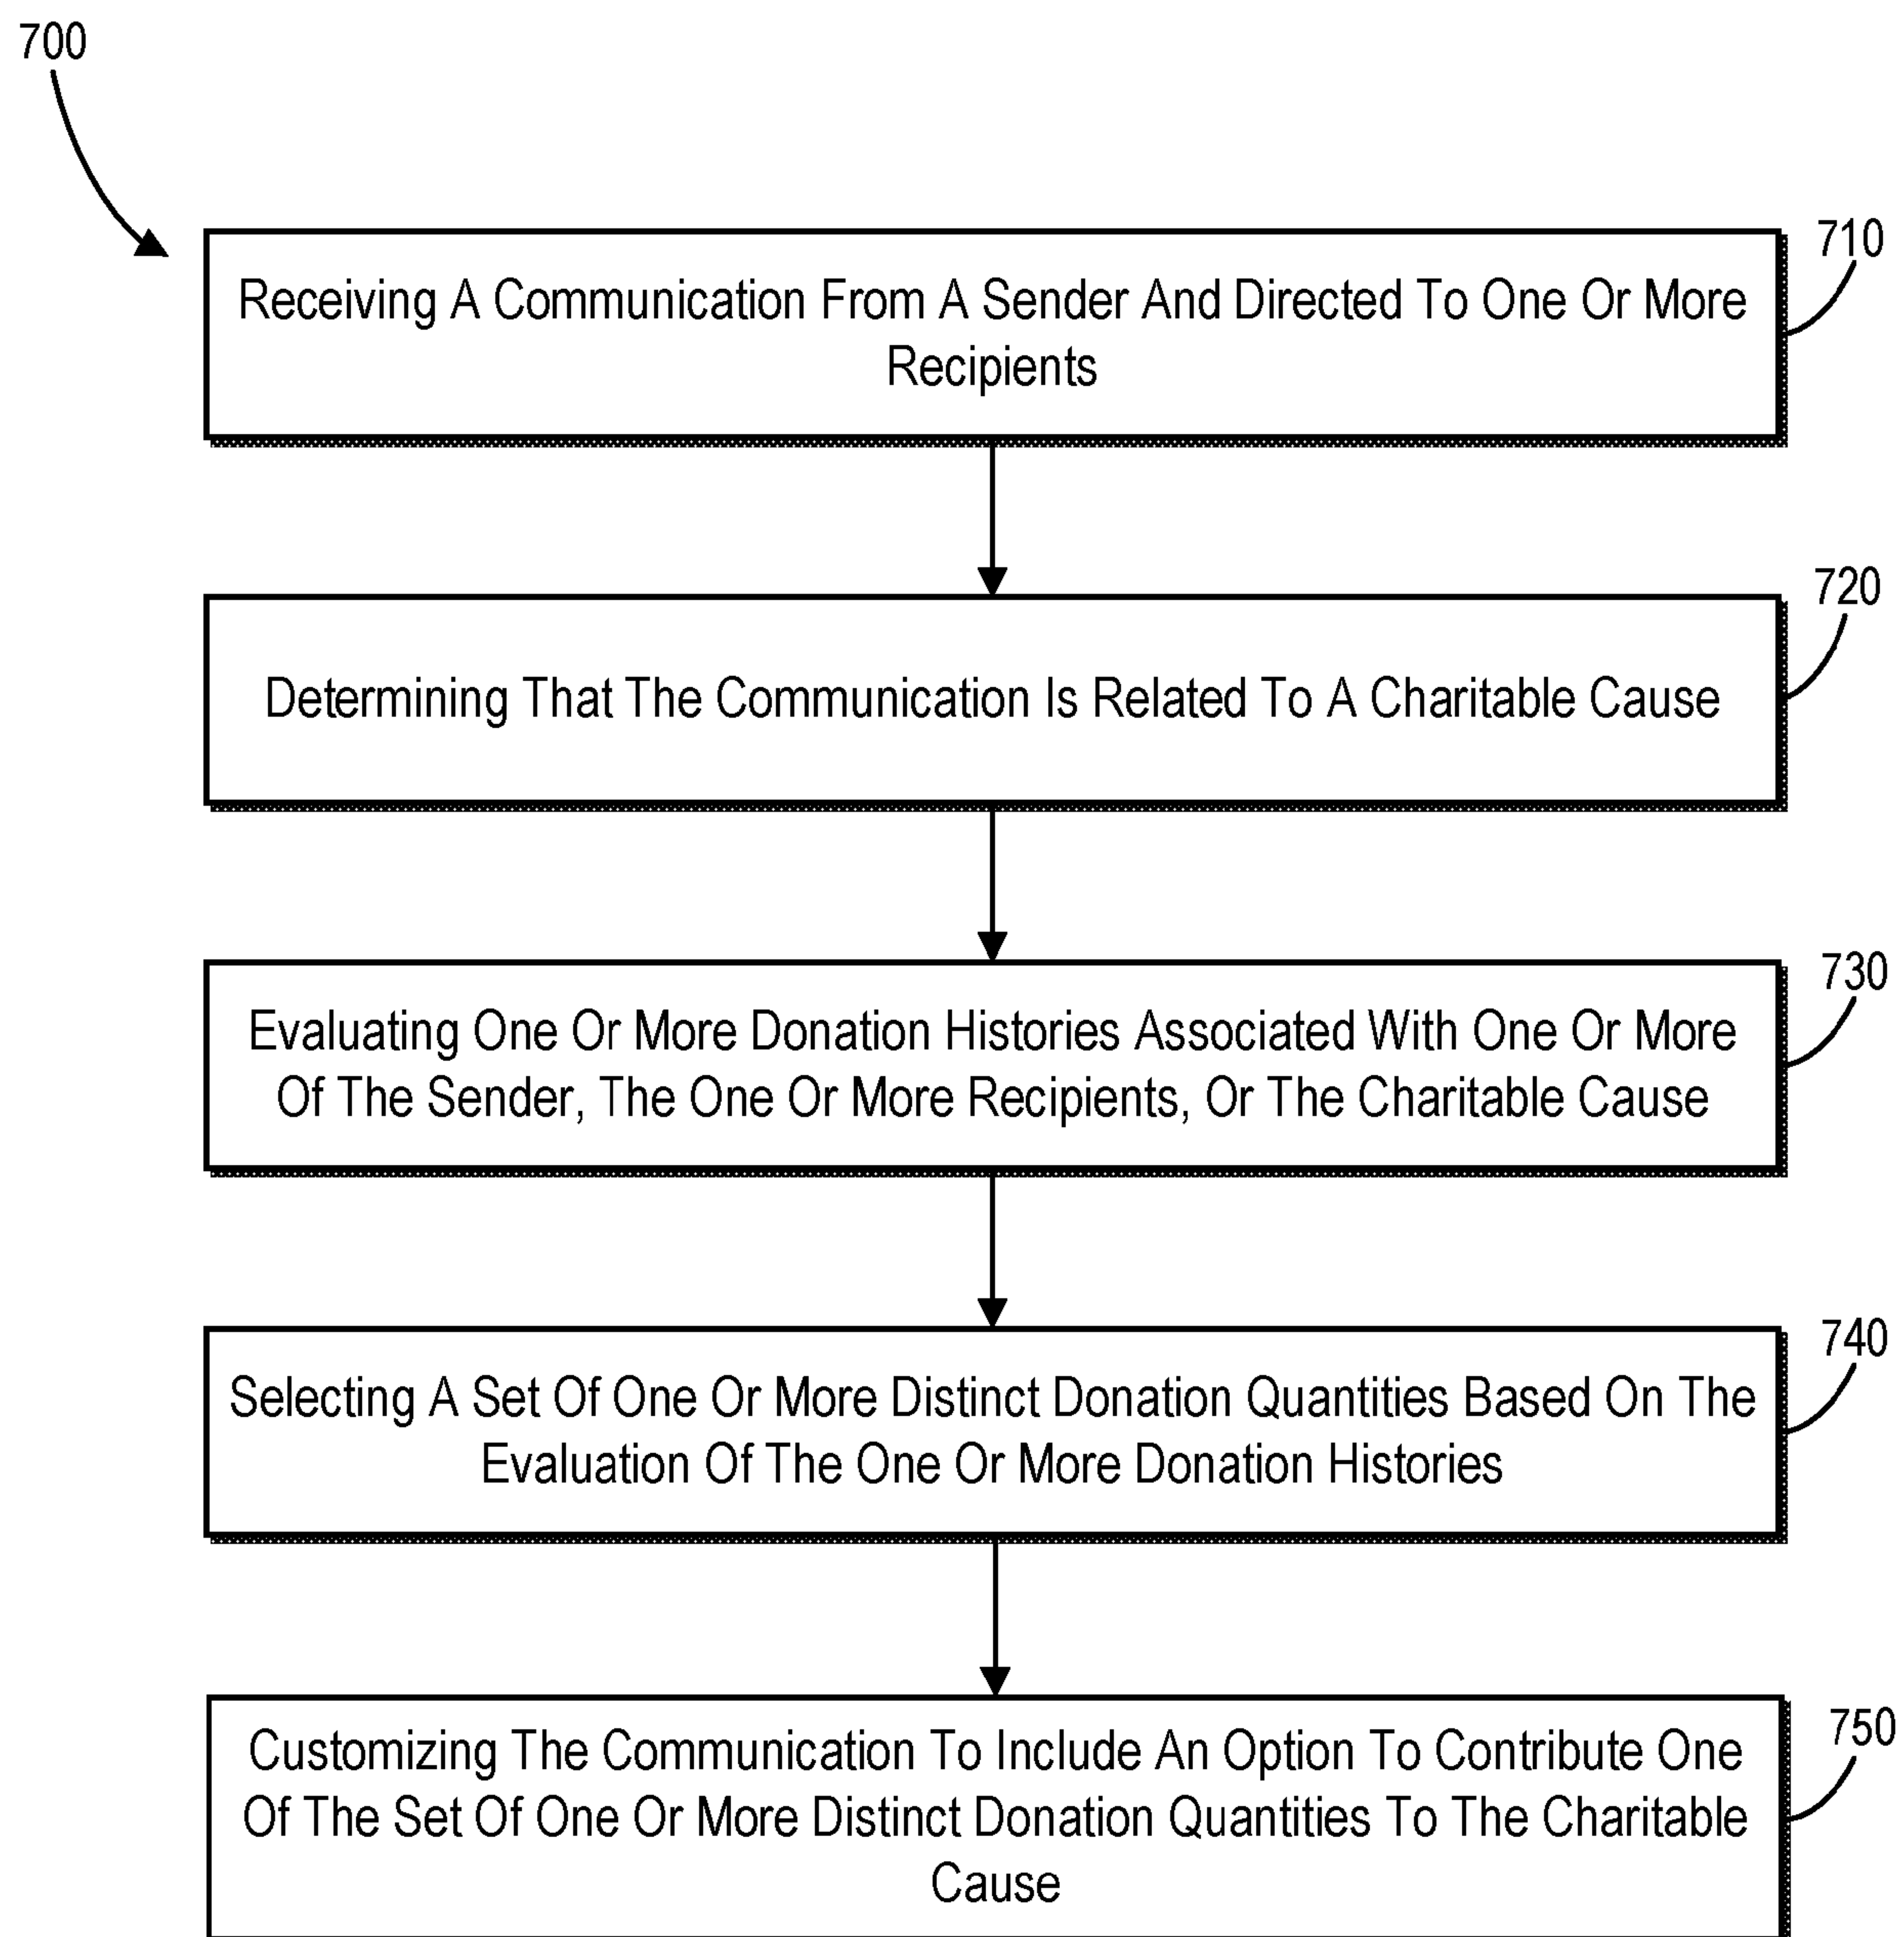 700
710
Receiving A Communication From A Sender And Directed To One Or More
Recipients
720
Determining That The Communication Is Related To A Charitable Cause
730
Evaluating One Or More Donation Histories Associated With One Or More
Of The Sender, The One Or More Recipients, Or The Charitable Cause
740
Selecting A Set Of One Or More Distinct Donation Quantities Based On The
Evaluation Of The One Or More Donation Histories
750
Customizing The Communication To Include An Option To Contribute One
Of The Set Of One Or More Distinct Donation Quantities To The Charitable
Cause